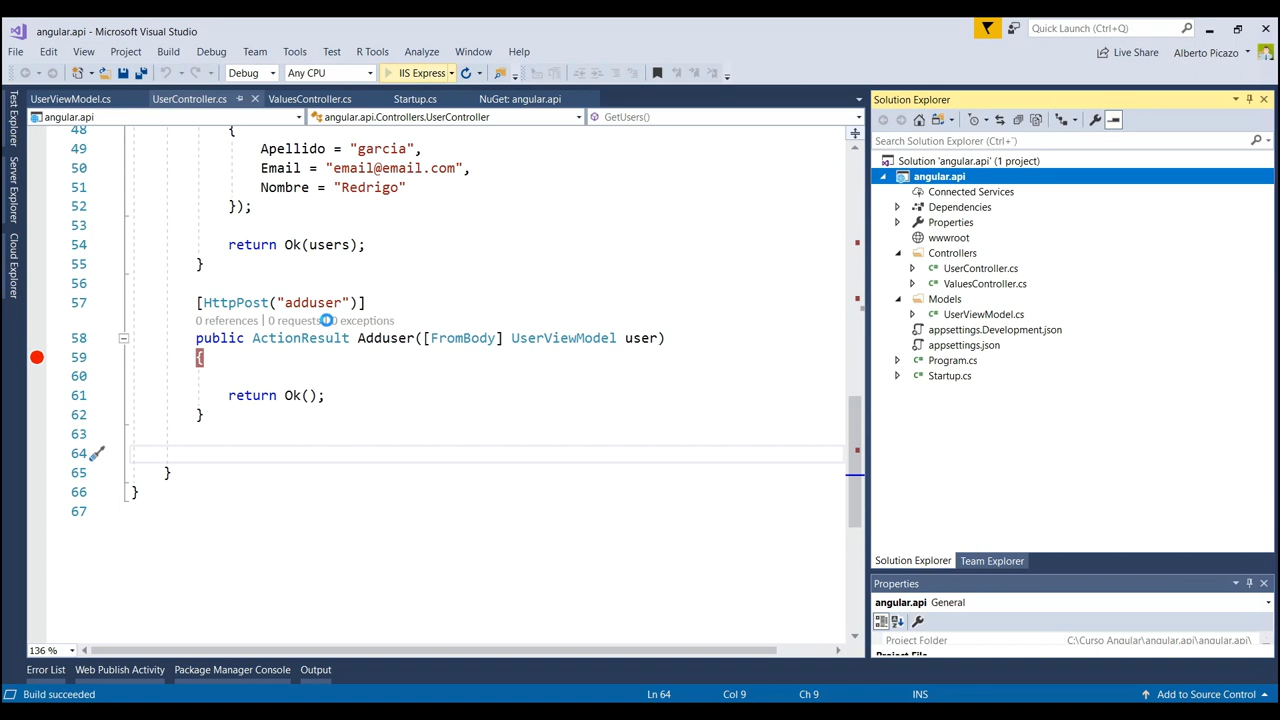 angular.api - Microsoft Visual Studio
Quick Launch (Ctrl+Q)
File Edit View Project Build Debug Team Tools Test R Tools Analyze Window Help
Live Share
Alberto Picazo
Debug Any CPU IIS Express
Test Explorer
Server Explorer
Cloud Explorer
UserViewModel.cs UserController.cs ValuesController.cs Startup.cs NuGet: angular.api
angular.api angular.api.Controllers.UserController GetUsers()
48 {
49 Apellido = "garcia",
50 Email = "email@email.com",
51 Nombre = "Redrigo"
52 });
53
54 return Ok(users);
55 }
56
57 [HttpPost("adduser")]
0 references | 0 requests | 0 exceptions
58 public ActionResult Adduser([FromBody] UserViewModel user)
59 {
60
61 return Ok();
62 }
63
64
65 }
66 }
67
136 %
Solution Explorer
Search Solution Explorer (Ctrl+´)
Solution 'angular.api' (1 project)
angular.api
Connected Services
Dependencies
Properties
wwwroot
Controllers
UserController.cs
ValuesController.cs
Models
UserViewModel.cs
appsettings.Development.json
appsettings.json
Program.cs
Startup.cs
Solution Explorer Team Explorer
Properties
angular.api General
Project Folder C:\Curso Angular\angular.api\angular.api\
Error List Web Publish Activity Package Manager Console Output
Build succeeded Ln 64 Col 9 Ch 9 INS Add to Source Control